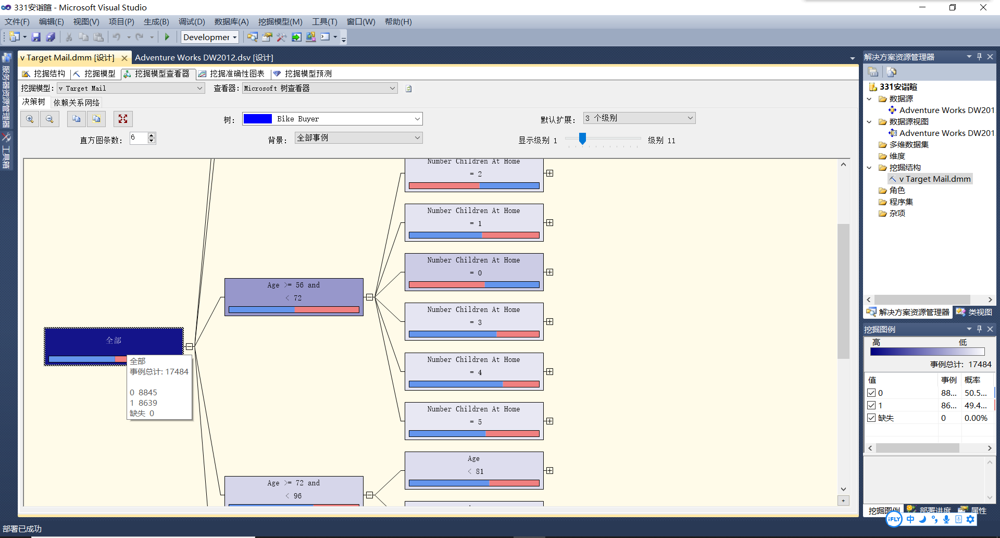 331安诣暄 - Microsoft Visual Studio
文件(F) 编辑(E) 视图(V) 项目(P) 生成(B) 调试(D) 数据库(A) 挖掘模型(M) 工具(T) 窗口(W) 帮助(H)
Developmer
服务器资源管理器
工具箱
v Target Mail.dmm [设计] Adventure Works DW2012.dsv [设计]
挖掘结构 挖掘模型 挖掘模型查看器 挖掘准确性图表 挖掘模型预测
挖掘模型: v Target Mail 查看器: Microsoft 树查看器
决策树 依赖关系网络
树: Bike Buyer 默认扩展: 3 个级别
直方图条数: 6 背景: 全部事例 显示级别 1 级别 11
Number Children At Home
= 2
Number Children At Home
= 1
Number Children At Home
= 0
Age >= 56 and
< 72
Number Children At Home
= 3
全部
Number Children At Home
= 4
全部
事例总计: 17484
0 8845
1 8639
缺失 0
Number Children At Home
= 5
Age
< 81
Age >= 72 and
< 96
解决方案资源管理器
331安诣暄
数据源
Adventure Works DW201
数据源视图
Adventure Works DW201
多维数据集
维度
挖掘结构
v Target Mail.dmm
角色
程序集
杂项
解决方案资源管理器 类视图
挖掘图例
高 低
事例总计: 17484
值 事例 概率
0 88... 50.5...
1 86... 49.4...
缺失 0 0.00%
挖掘图例 部署进度 属性
iFLY 中
部署已成功